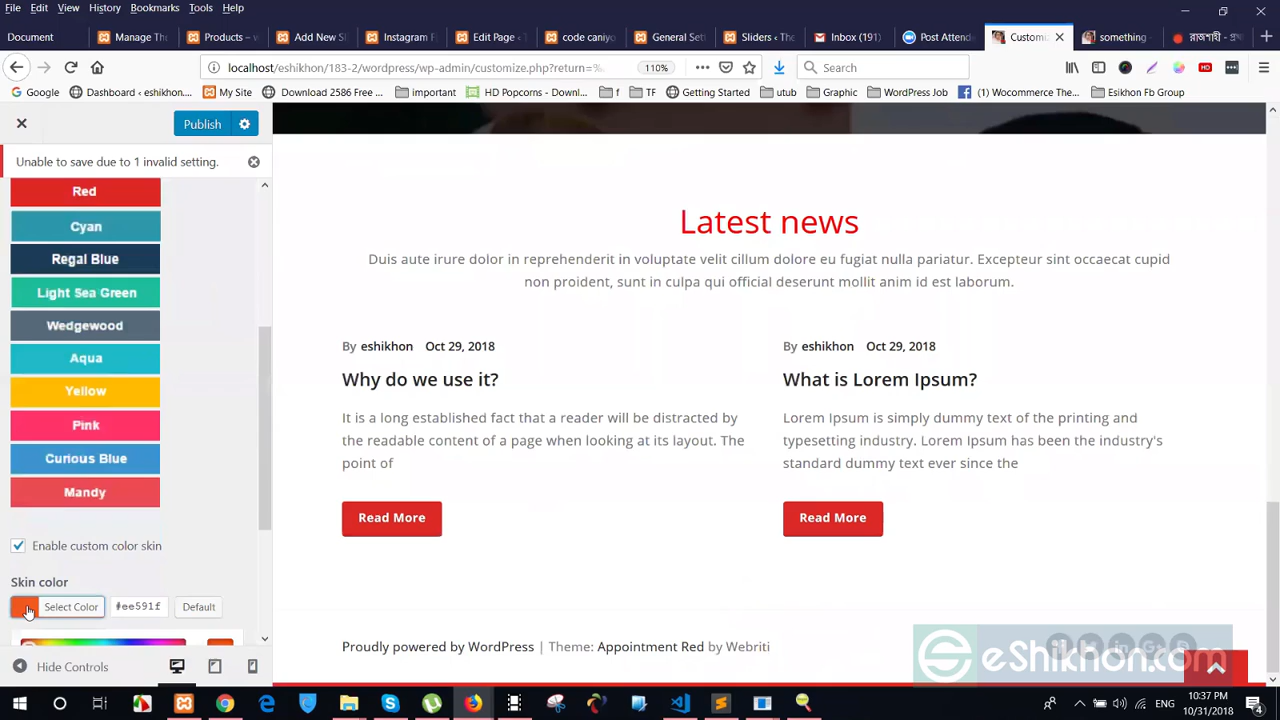 File Edit View History Bookmarks Tools Help
Document Manage The Products – w Add New S Instagram F Edit Page ‹ code caniyo General Set Sliders ‹ The Inbox (191) Post Attende Customiz something - রাজশাহী - প্রথ
localhost/eshikhon/183-2/wordpress/wp-admin/customize.php?return=% 110% Search
Google Dashboard ‹ eshikhon... My Site Download 2586 Free ... important HD Popcorns - Downl... f TF Getting Started utub Graphic WordPress Job (1) Wocommerce The... Esikhon Fb Group
Publish
Unable to save due to 1 invalid setting.
Red
Cyan
Regal Blue
Light Sea Green
Wedgewood
Aqua
Yellow
Pink
Curious Blue
Mandy
Enable custom color skin
Skin color
Select Color #ee591f Default
Hide Controls
Latest news
Duis aute irure dolor in reprehenderit in voluptate velit cillum dolore eu fugiat nulla pariatur. Excepteur sint occaecat cupid
non proident, sunt in culpa qui official deserunt mollit anim id est laborum.
By eshikhon Oct 29, 2018
Why do we use it?
It is a long established fact that a reader will be distracted by
the readable content of a page when looking at its layout. The
point of
Read More
By eshikhon Oct 29, 2018
What is Lorem Ipsum?
Lorem Ipsum is simply dummy text of the printing and
typesetting industry. Lorem Ipsum has been the industry's
standard dummy text ever since the
Read More
Proudly powered by WordPress | Theme: Appointment Red by Webriti
eShikhon.com
ENG
10:37 PM
10/31/2018
4